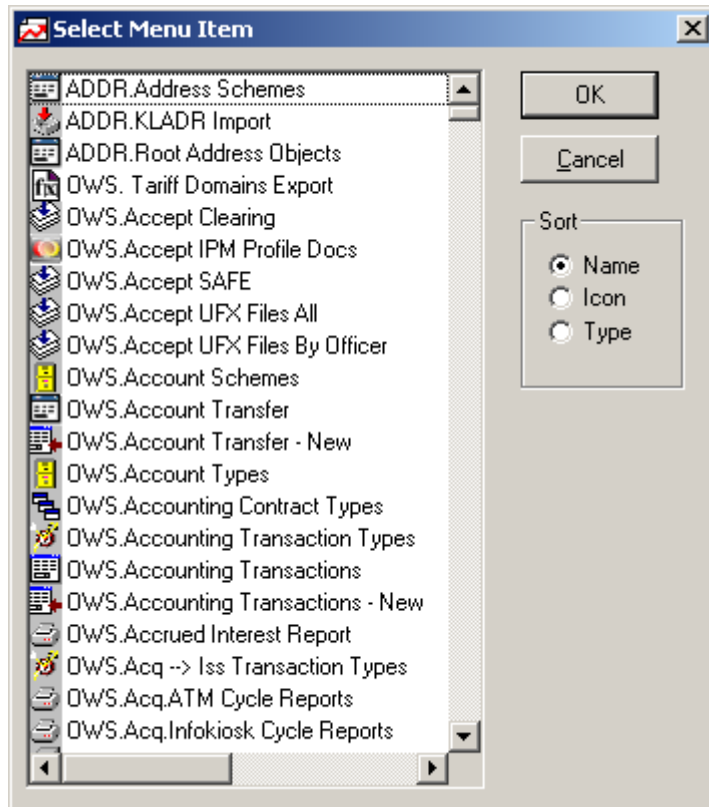 Select Menu Item
ADDR.Address Schemes
ADDR.KLADR Import
ADDR.Root Address Objects
OWS. Tariff Domains Export
OWS.Accept Clearing
OWS.Accept IPM Profile Docs
OWS.Accept SAFE
OWS.Accept UFX Files All
OWS.Accept UFX Files By Officer
OWS.Account Schemes
OWS.Account Transfer
OWS.Account Transfer - New
OWS.Account Types
OWS.Accounting Contract Types
OWS.Accounting Transaction Types
OWS.Accounting Transactions
OWS.Accounting Transactions - New
OWS.Accrued Interest Report
OWS.Acq --> Iss Transaction Types
OWS.Acq.ATM Cycle Reports
OWS.Acq.Infokiosk Cycle Reports
OK
Cancel
Sort
Name
Icon
Type